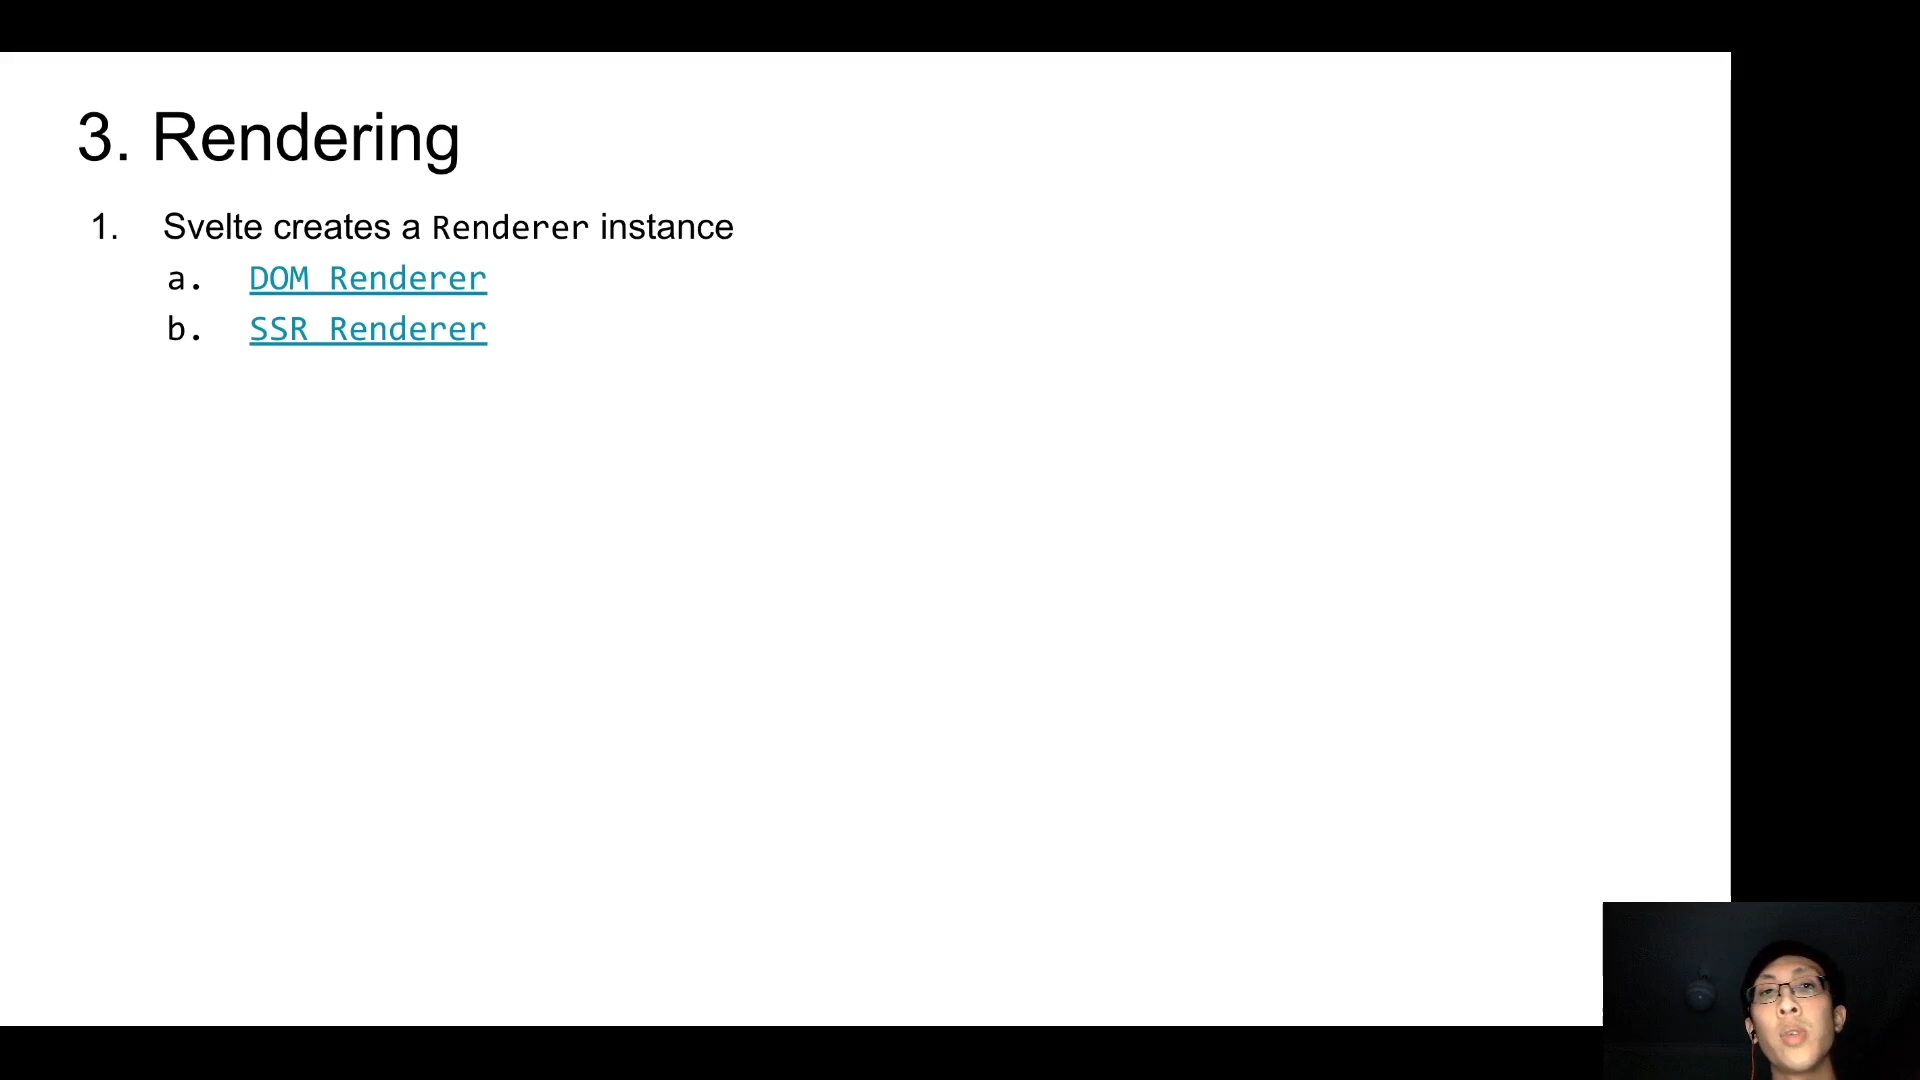 3. Rendering
1. Svelte creates a Renderer instance
a. DOM Renderer
b. SSR Renderer